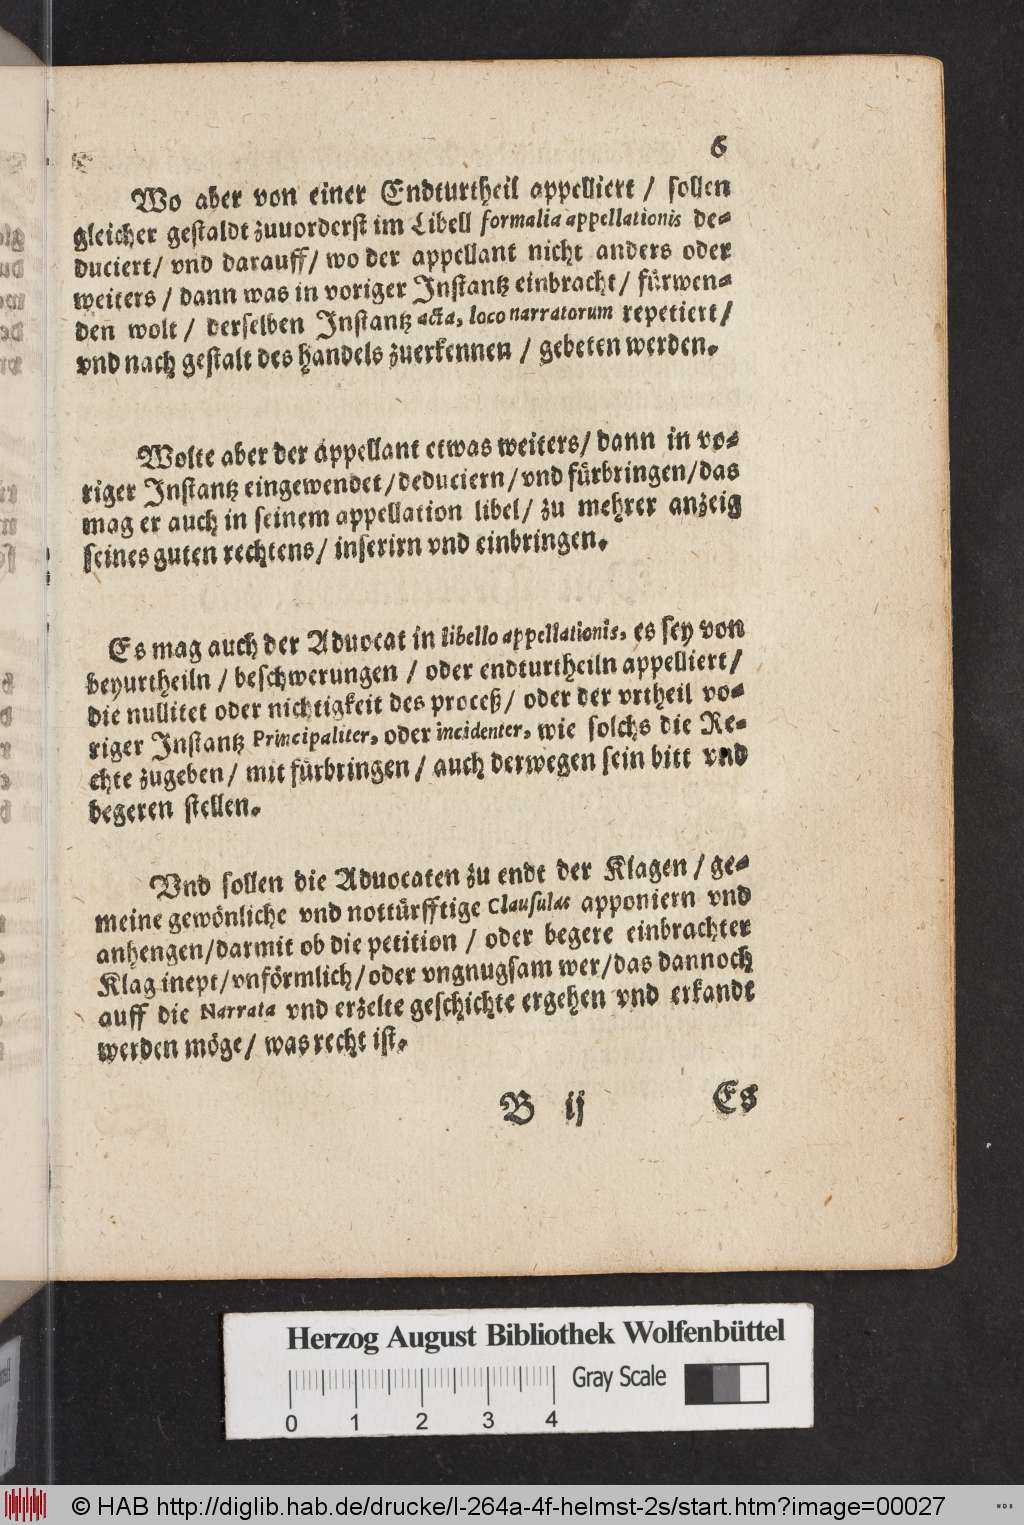 6
Wo aber von einer Endturtheil appelliert / sollen
gleicher gestaldt zuuorderst im Libell formalia appellationis de-
duciert/ vnd darauff/ wo der appellant nicht anders oder
weiters / dann was in voriger Instantz einbracht / fürwen-
den wolt / derselben Instantz acta, loco narratorum repetiert/
vnd nach gestalt des handels zuerkennen / gebeten werden.
Wolte aber der appellant etwas weiters/ dann in vo-
riger Instantz eingewendet/deduciern/vnd fürbringen/das
mag er auch in seinem appellation libel/ zu mehrer anzeig
seines guten rechtens/ inserirn vnd einbringen.
Es mag auch der Aduocat in libello appellationis, es sey von
beyurtheiln / beschwerungen / oder endturtheiln appelliert/
die nullitet oder nichtigkeit des proceß/ oder der vrtheil vo-
riger Instantz Principaliter, oder incidenter, wie solchs die Re-
chte zugeben/ mit fürbringen/ auch derwegen sein bitt vnd
begeren stellen.
Vnd sollen die Aduocaten zu endt der Klagen / ge-
meine gewönliche vnd nottürfftige Clausulas apponiern vnd
anhengen/darmit ob die petition / oder begere einbrachter
Klag inept/vnförmlich/oder vngnugsam wer/das dannoch
auff die Narrata vnd erzelte geschichte ergehen vnd erkandt
werden möge/ was recht ist.
B ij Es
Herzog August Bibliothek Wolfenbüttel
Gray Scale
0 1 2 3 4
© HAB http://diglib.hab.de/drucke/l-264a-4f-helmst-2s/start.htm?image=00027